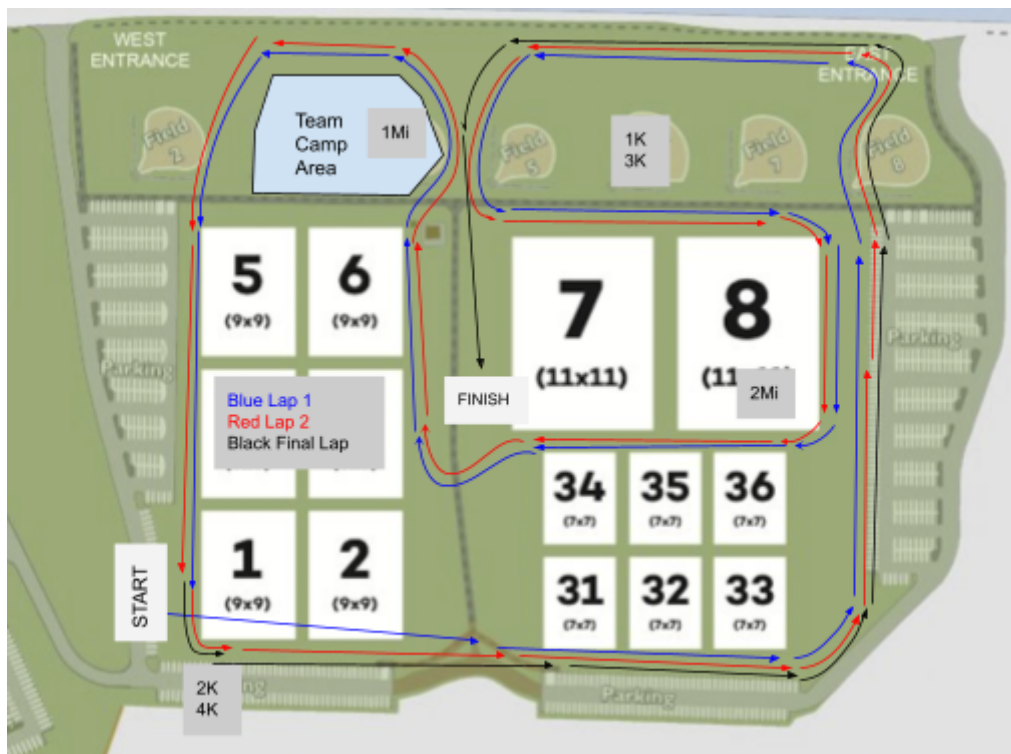 WEST
ENTRANCE
EAST
ENTRANCE
Field
2
Team
Camp
Area
1Mi
Field
5
1K
3K
Field
7
Field
8
5
(9x9)
6
(9x9)
7
(11x11)
8
Parking
Parking
Blue Lap 1
Red Lap 2
Black Final Lap
FINISH
2Mi
34
(7x7)
35
(7x7)
36
(7x7)
START
1
(9x9)
2
(9x9)
31
(7x7)
32
(7x7)
33
(7x7)
2K
4K
Parking